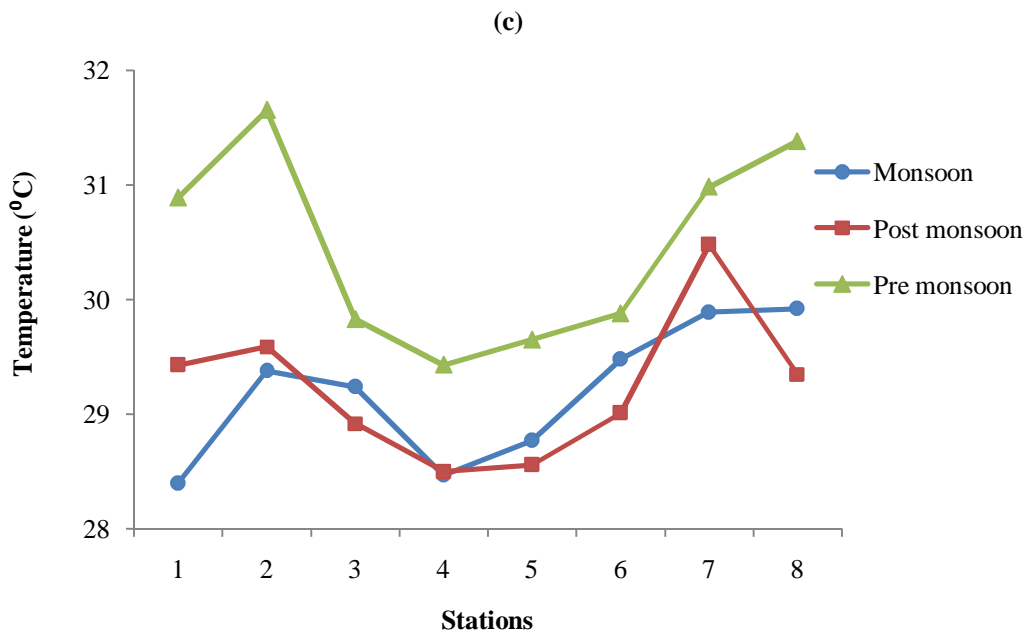 (c)
Temperature (⁰C)
32
31
30
29
28
1 2 3 4 5 6 7 8
Stations
Monsoon
Post monsoon
Pre monsoon